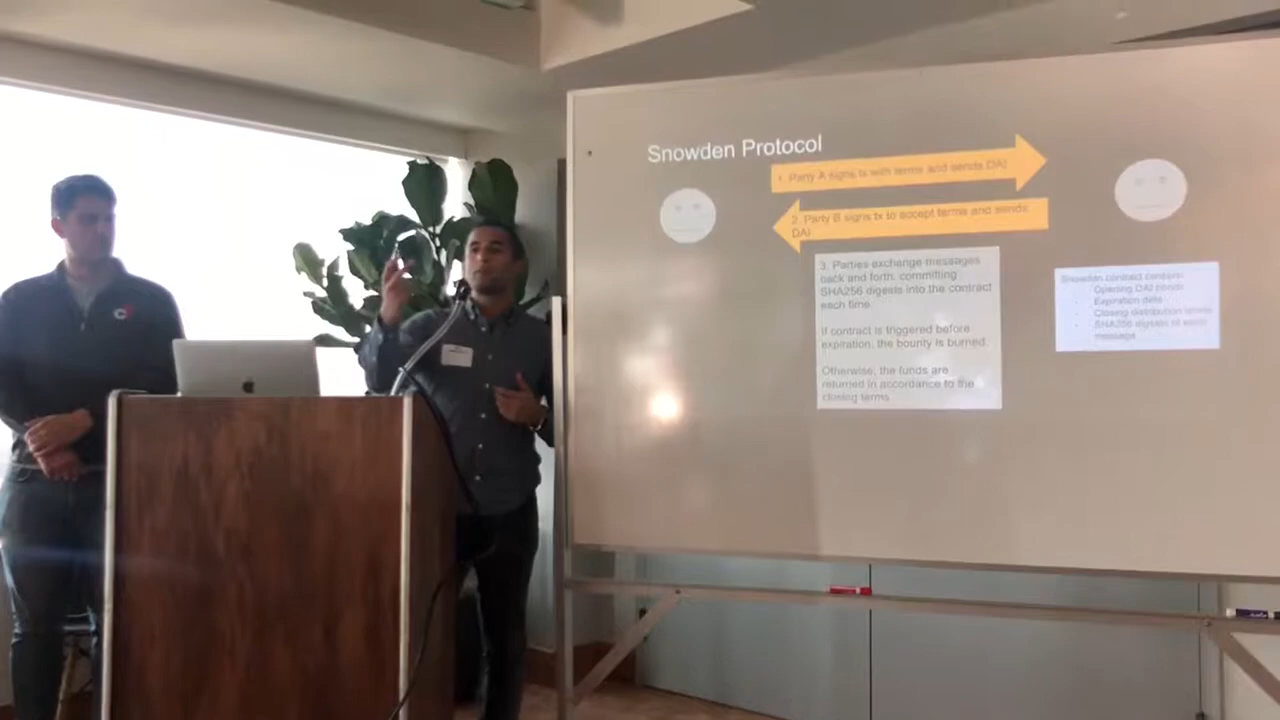 Snowden Protocol
1. Party A signs tx with terms and sends DAI
2. Party B signs tx to accept terms and sends
DAI
3. Parties exchange messages
back and forth, committing
SHA256 digests into the contract
each time.
If contract is triggered before
expiration, the bounty is burned.
Otherwise, the funds are
returned in accordance to the
closing terms
Snowden contract contains:
Opening DAI
Expiration date
Closing distribution terms
SHA256 digests of each
message